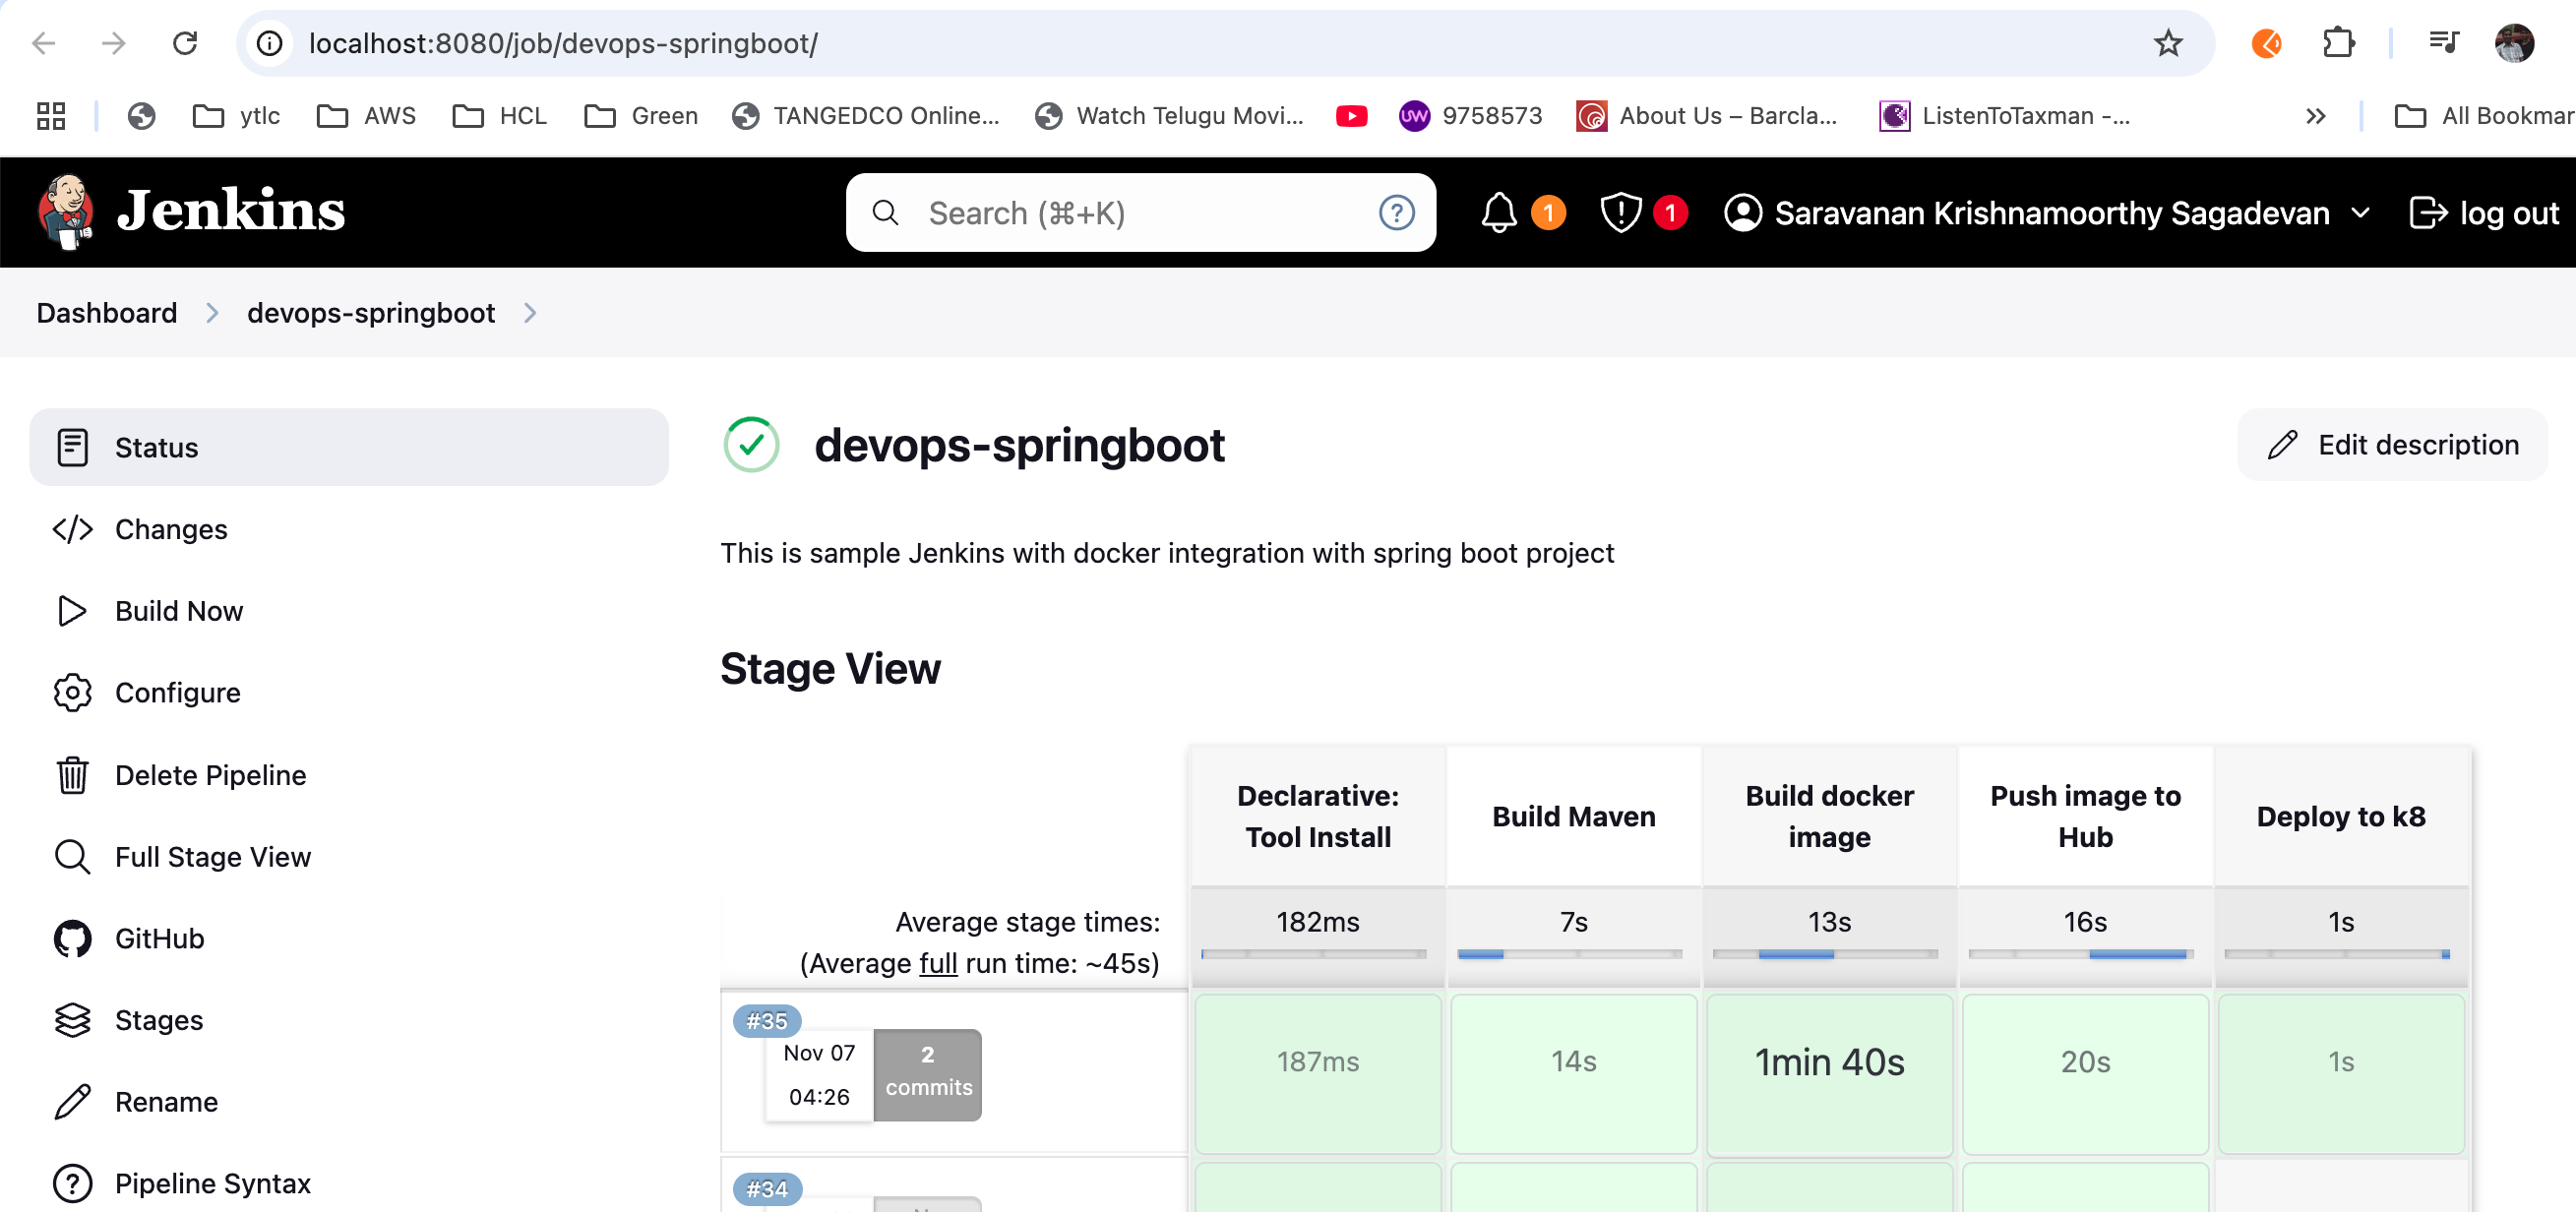 localhost:8080/job/devops-springboot/
ytlc AWS HCL Green TANGEDCO Online... Watch Telugu Movi... UW 9758573 About Us – Barcla... ListenToTaxman -... All Bookmar
Jenkins
Search (⌘+K) ?
1
1
Saravanan Krishnamoorthy Sagadevan
log out
Dashboard
devops-springboot
Status
Changes
Build Now
Configure
Delete Pipeline
Full Stage View
GitHub
Stages
Rename
Pipeline Syntax
devops-springboot
Edit description
This is sample Jenkins with docker integration with spring boot project
Stage View
Declarative:
Tool Install
Build Maven
Build docker
image
Push image to
Hub
Deploy to k8
Average stage times:
(Average full run time: ~45s)
182ms
7s
13s
16s
1s
#35
Nov 07
04:26
2
commits
187ms
14s
1min 40s
20s
1s
#34